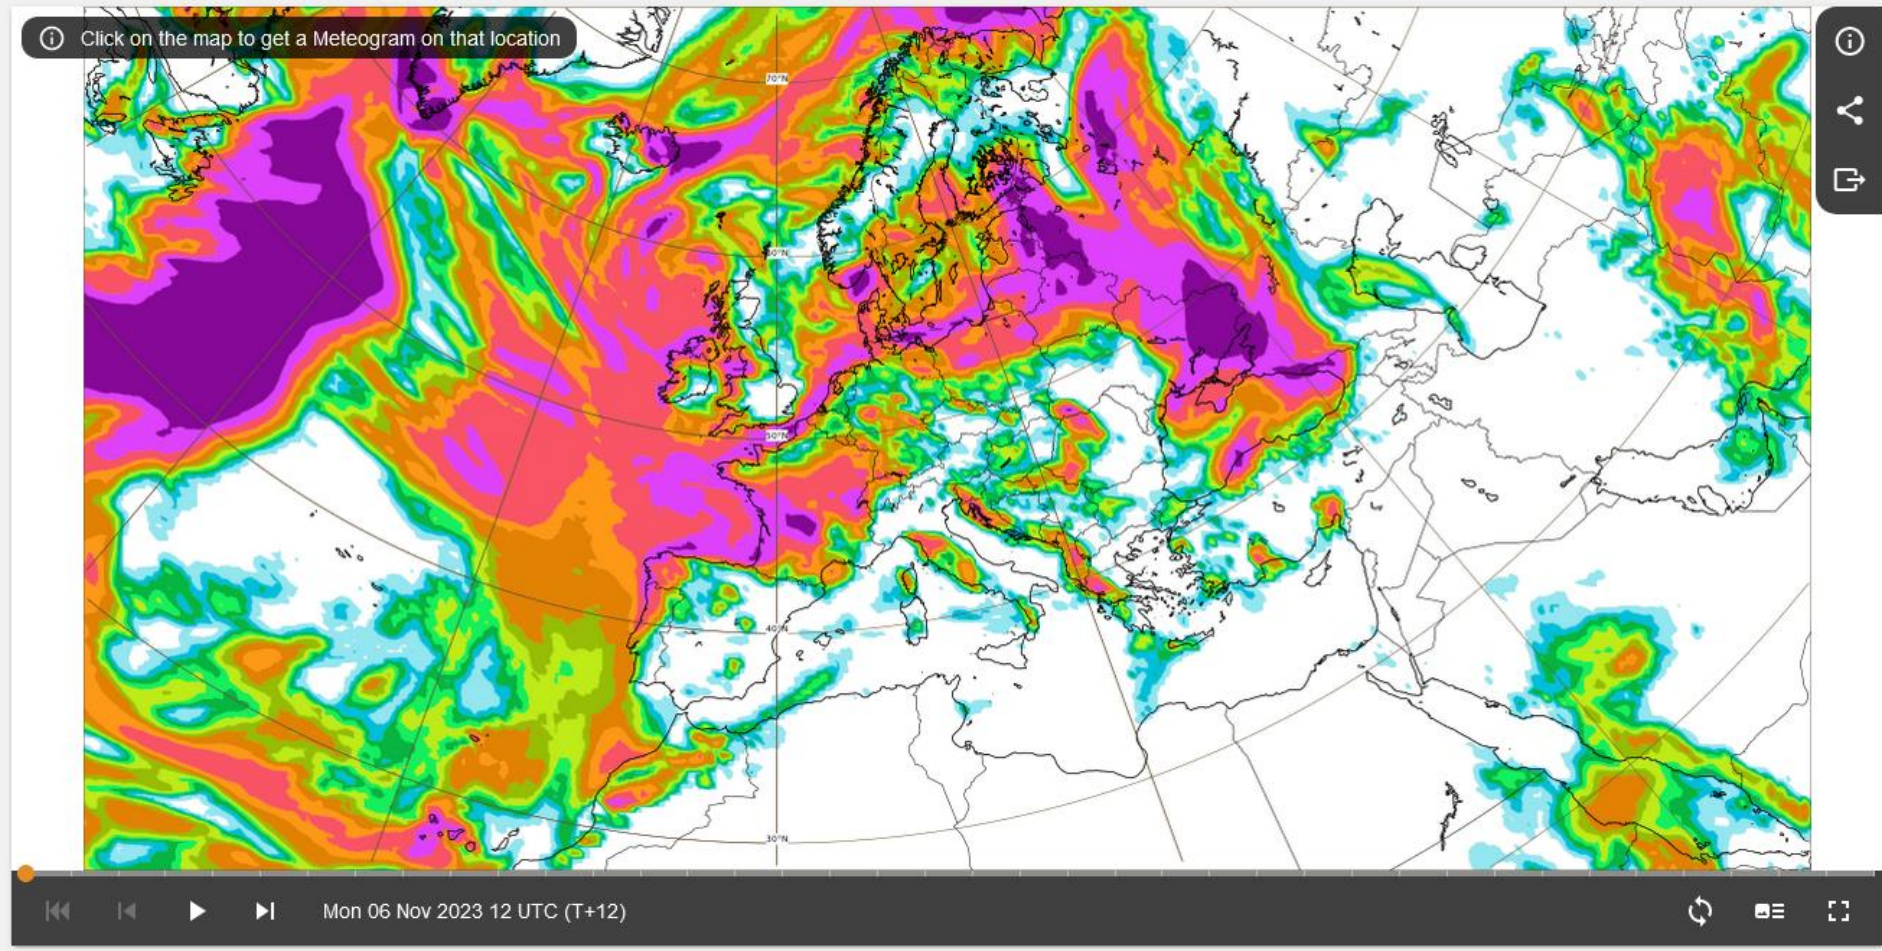 Click on the map to get a Meteogram on that location
70°N
60°N
50°N
40°N
30°N
Mon 06 Nov 2023 12 UTC (T+12)